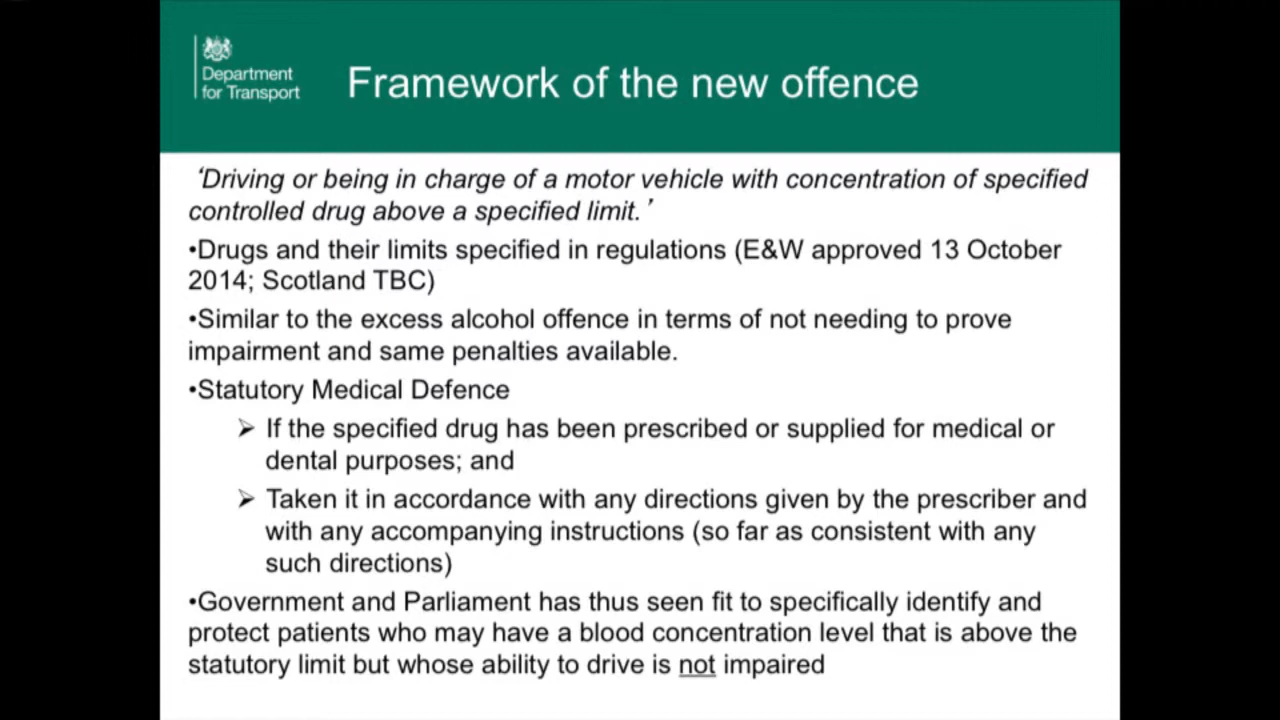 Department
for Transport
Framework of the new offence
‘Driving or being in charge of a motor vehicle with concentration of specified
controlled drug above a specified limit.’
•Drugs and their limits specified in regulations (E&W approved 13 October
2014; Scotland TBC)
•Similar to the excess alcohol offence in terms of not needing to prove
impairment and same penalties available.
•Statutory Medical Defence
➢ If the specified drug has been prescribed or supplied for medical or
dental purposes; and
➢ Taken it in accordance with any directions given by the prescriber and
with any accompanying instructions (so far as consistent with any
such directions)
•Government and Parliament has thus seen fit to specifically identify and
protect patients who may have a blood concentration level that is above the
statutory limit but whose ability to drive is not impaired